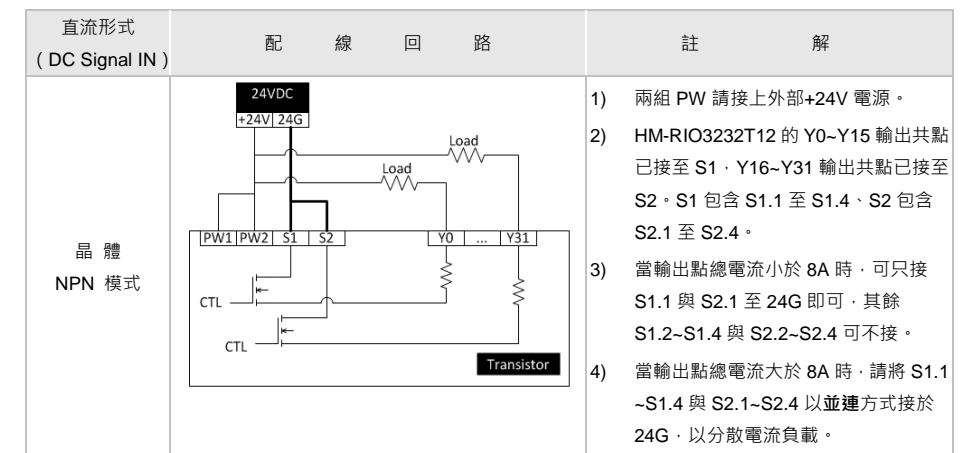 直流形式
（DC Signal IN）
配 線 回 路
註 解
晶 體
NPN 模式
24VDC
+24V 24G
Load
Load
PW1 PW2 S1 S2 Y0 ... Y31
CTL
CTL
Transistor
1) 兩組 PW 請接上外部+24V 電源。
2) HM-RIO3232T12 的 Y0~Y15 輸出共點
已接至 S1，Y16~Y31 輸出共點已接至
S2。S1 包含 S1.1 至 S1.4、S2 包含
S2.1 至 S2.4。
3) 當輸出點總電流小於 8A 時，可只接
S1.1 與 S2.1 至 24G 即可，其餘
S1.2~S1.4 與 S2.2~S2.4 可不接。
4) 當輸出點總電流大於 8A 時，請將 S1.1
~S1.4 與 S2.1~S2.4 以並連方式接於
24G，以分散電流負載。